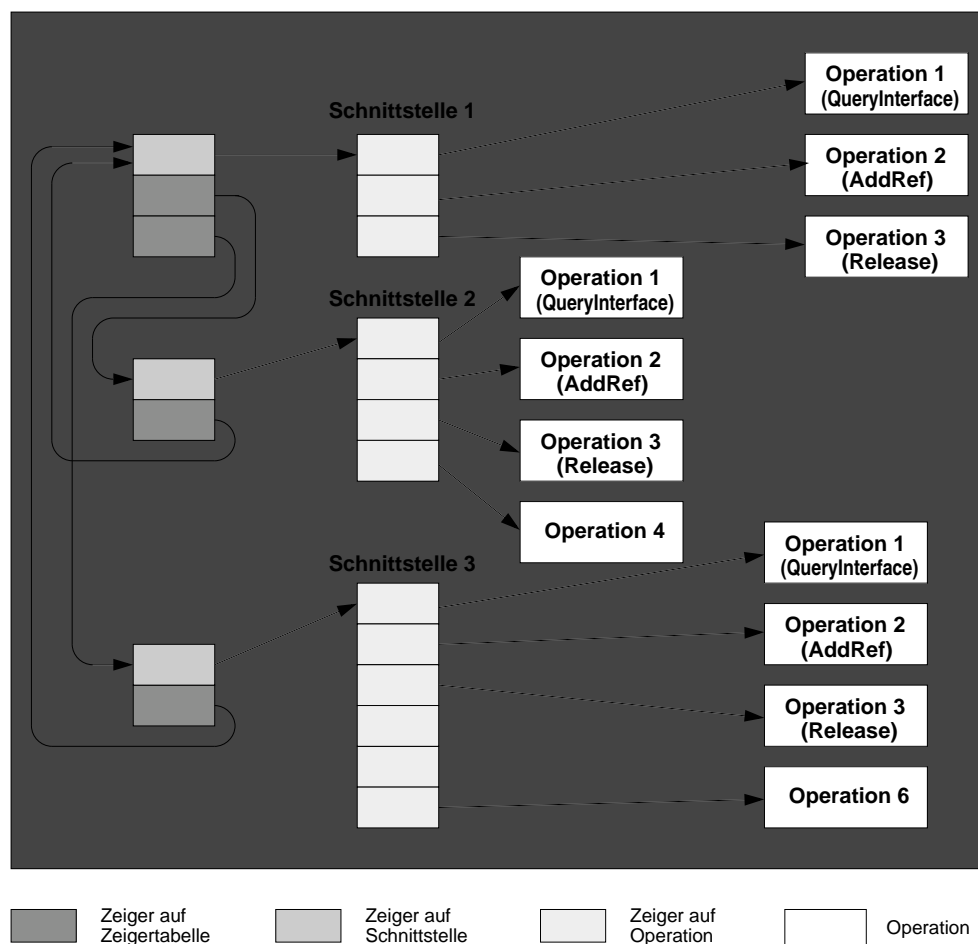 Operation 1
(QueryInterface)
Schnittstelle 1
Operation 2
(AddRef)
Operation 3
(Release)
Operation 1
(QueryInterface)
Schnittstelle 2
Operation 2
(AddRef)
Operation 3
(Release)
Operation 4
Schnittstelle 3
Operation 1
(QueryInterface)
Operation 2
(AddRef)
Operation 3
(Release)
Operation 6
Zeiger auf
Zeigertabelle
Zeiger auf
Schnittstelle
Zeiger auf
Operation
Operation